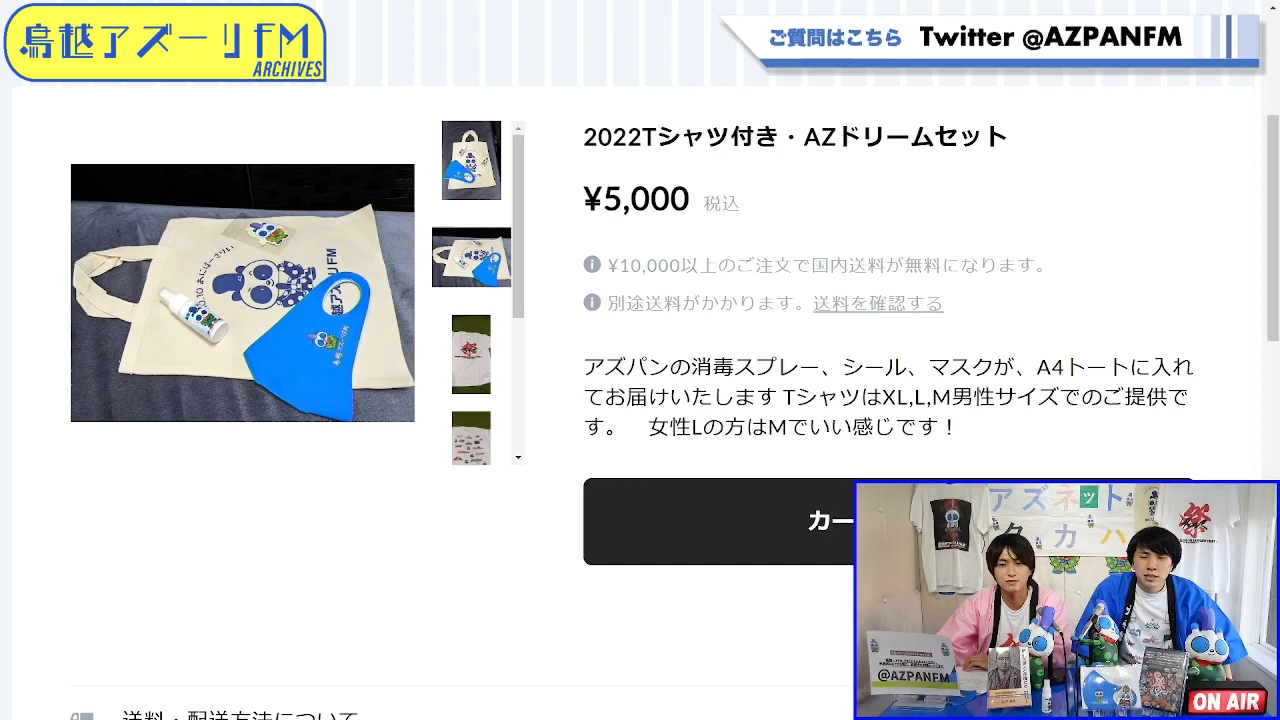 鳥越アズーリFM
ARCHIVES
ご質問はこちら Twitter @AZPANFM
2022Tシャツ付き・AZドリームセット
¥5,000 税込
¥10,000以上のご注文で国内送料が無料になります。
別途送料がかかります。送料を確認する
アズパンの消毒スプレー、シール、マスクが、A4トートに入れ
てお届けいたします TシャツはXL,L,M男性サイズでのご提供で
す。 女性Lの方はMでいい感じです！
カー
アズネット
タカハ
祭
@AZPANFM
ON AIR
送料・配送方法について